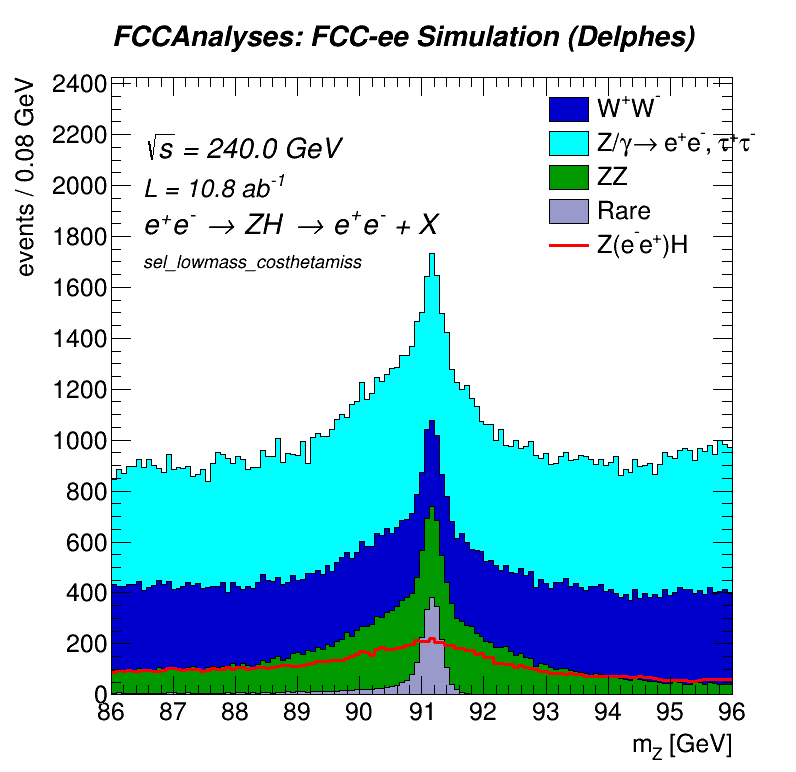 FCCAnalyses: FCC-ee Simulation (Delphes)
events / 0.08 GeV
2400
2200
2000
1800
1600
1400
1200
1000
800
600
400
200
0
√s = 240.0 GeV
L = 10.8 ab⁻¹
e⁺e⁻ → ZH → e⁺e⁻ + X
sel_lowmass_costhetamiss
W⁺W⁻
Z/γ→ e⁺e⁻, τ⁺τ⁻
ZZ
Rare
Z(e⁻e⁺)H
86 87 88 89 90 91 92 93 94 95 96
m_Z [GeV]